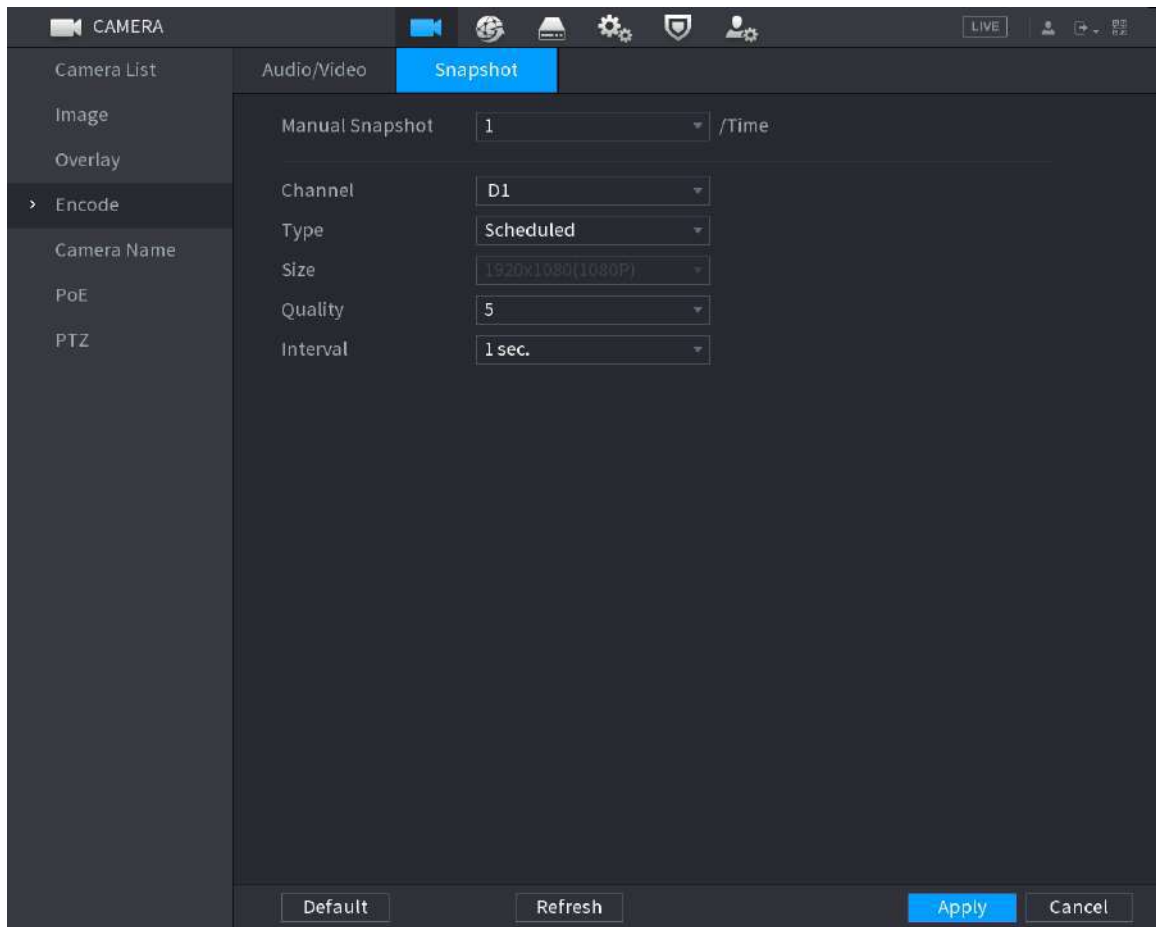 CAMERA
LIVE
Camera List
Image
Overlay
Encode
Camera Name
PoE
PTZ
Audio/Video
Snapshot
Manual Snapshot 1 /Time
Channel D1
Type Scheduled
Size 1920x1080(1080P)
Quality 5
Interval 1 sec.
Default
Refresh
Apply
Cancel